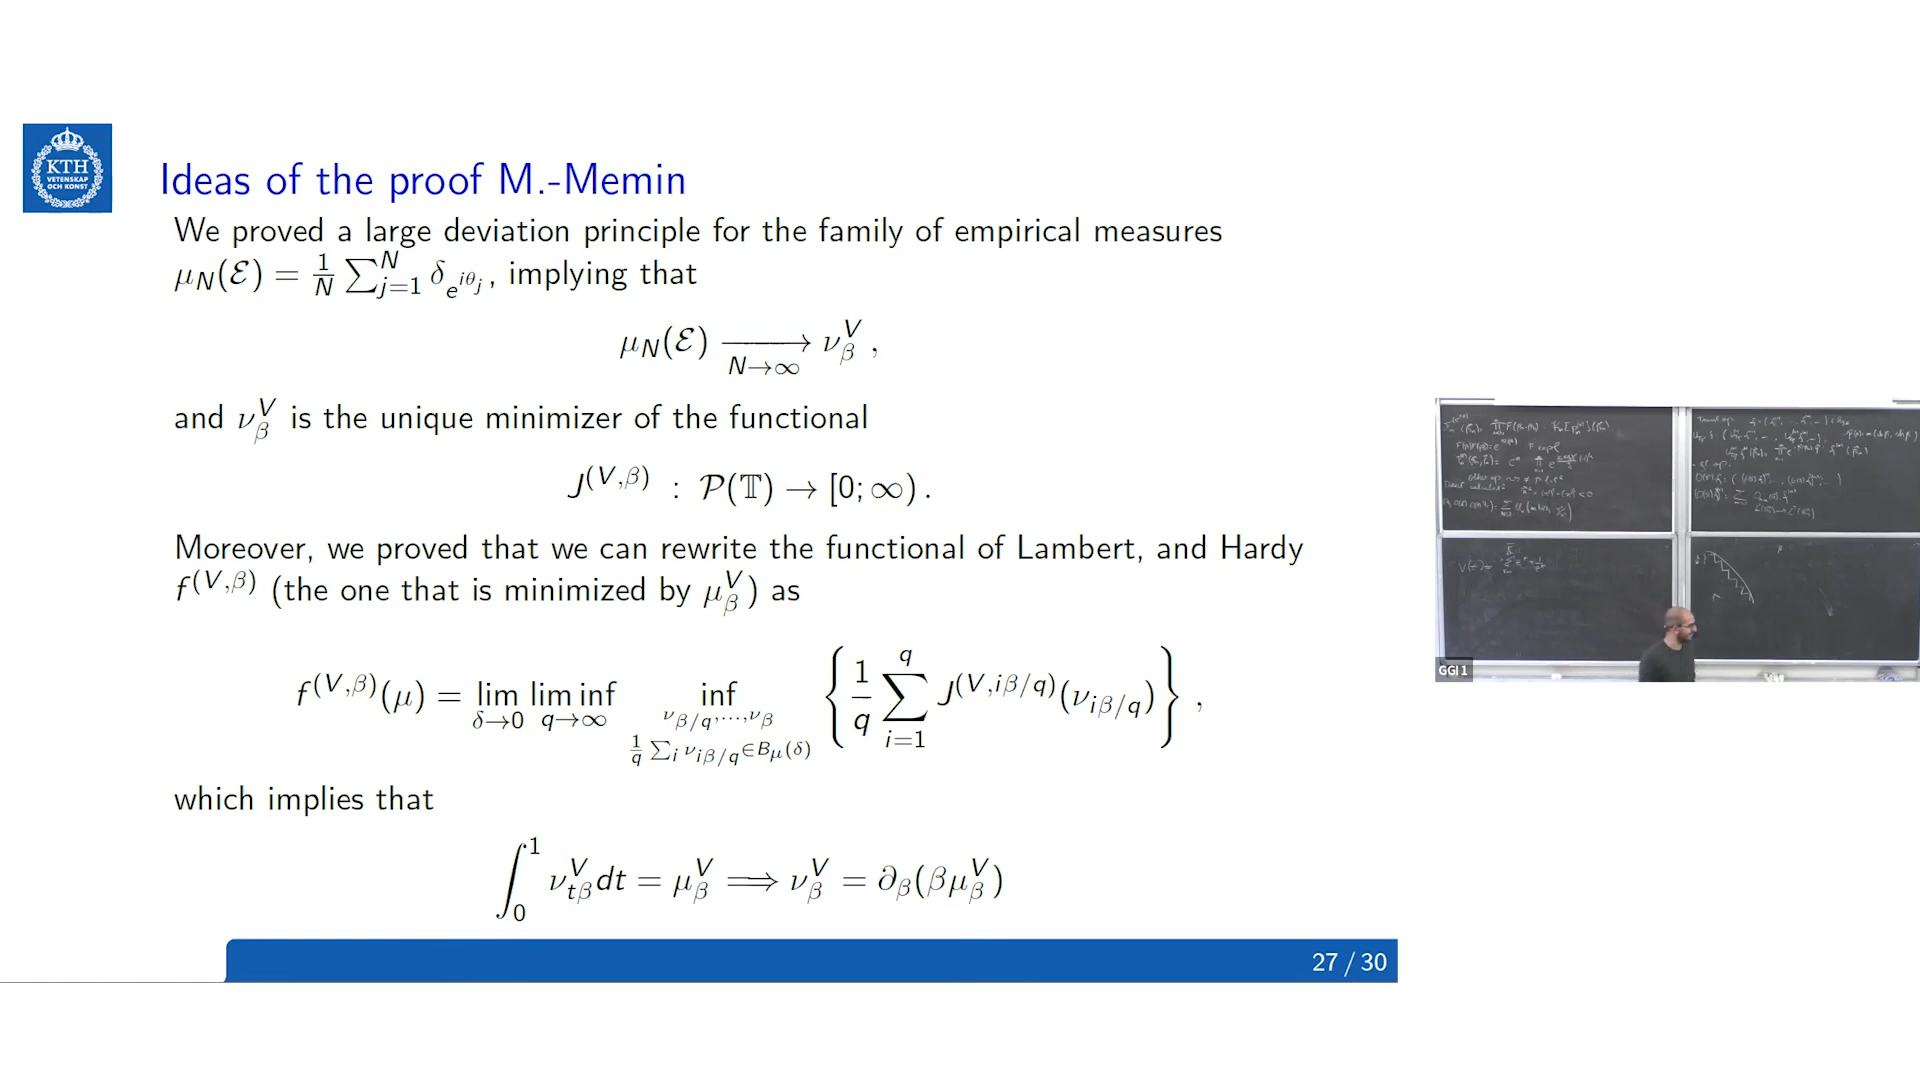 KTH
VETENSKAP
OCH KONST
Ideas of the proof M.-Memin
We proved a large deviation principle for the family of empirical measures
μ_N(ℰ) = 1/N ∑_{j=1}^N δ_{e^{iθ_j}}, implying that
μ_N(ℰ) →_{N→∞} ν_β^V ,
and ν_β^V is the unique minimizer of the functional
J^{(V,β)} : 𝒫(𝕋) → [0; ∞) .
Moreover, we proved that we can rewrite the functional of Lambert, and Hardy
f^{(V,β)} (the one that is minimized by μ_β^V) as
f^{(V,β)}(μ) = lim_{δ→0} lim inf_{q→∞} inf_{ν_{β/q},⋯,ν_β; 1/q ∑_i ν_{iβ/q} ∈ B_μ(δ)} { 1/q ∑_{i=1}^q J^{(V,iβ/q)}(ν_{iβ/q}) } ,
which implies that
∫_0^1 ν_{tβ}^V dt = μ_β^V ⟹ ν_β^V = ∂_β(βμ_β^V)
27 / 30
GGI 1